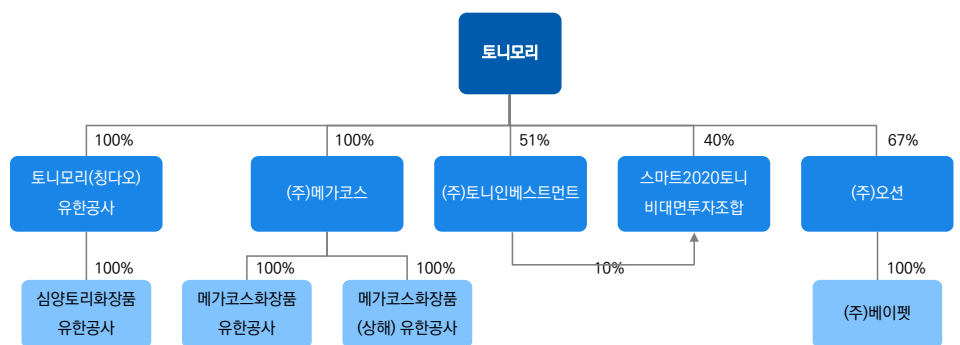 토니모리
100%
100%
51%
40%
67%
토니모리(칭다오)
유한공사
(주)메가코스
(주)토니인베스트먼트
스마트2020토니
비대면투자조합
(주)오션
100%
100%
100%
10%
100%
심양토리화장품
유한공사
메가코스화장품
유한공사
메가코스화장품
(상해) 유한공사
(주)베이펫